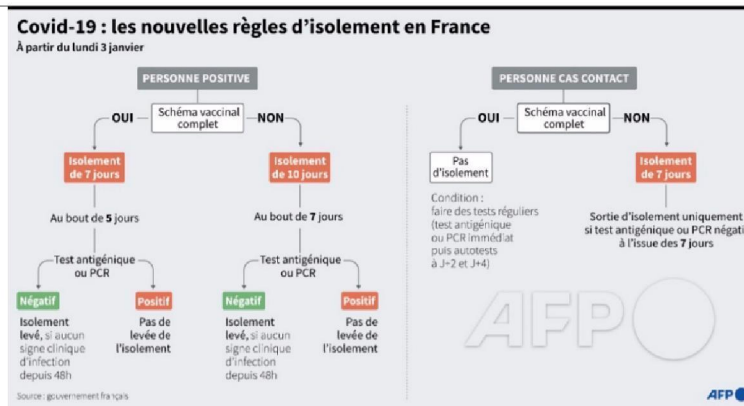 Covid-19 : les nouvelles règles d'isolement en France
À partir du lundi 3 janvier
PERSONNE POSITIVE
OUI
Schéma vaccinal
complet
NON
Isolement
de 7 jours
Isolement
de 10 jours
Au bout de 5 jours
Au bout de 7 jours
Test antigénique
ou PCR
Test antigénique
ou PCR
Négatif
Positif
Négatif
Positif
Isolement
levé, si aucun
signe clinique
d'infection
depuis 48h
Pas de
levée de
l'isolement
Isolement
levé, si aucun
signe clinique
d'infection
depuis 48h
Pas de
levée de
l'isolement
PERSONNE CAS CONTACT
OUI
Schéma vaccinal
complet
NON
Pas
d'isolement
Isolement
de 7 jours
Condition :
faire des tests réguliers
(test antigénique
ou PCR immédiat
puis autotests
à J+2 et J+4)
Sortie d'isolement uniquement
si test antigénique ou PCR négati
à l'issue des 7 jours
AFP
Source : gouvernement français
AFP